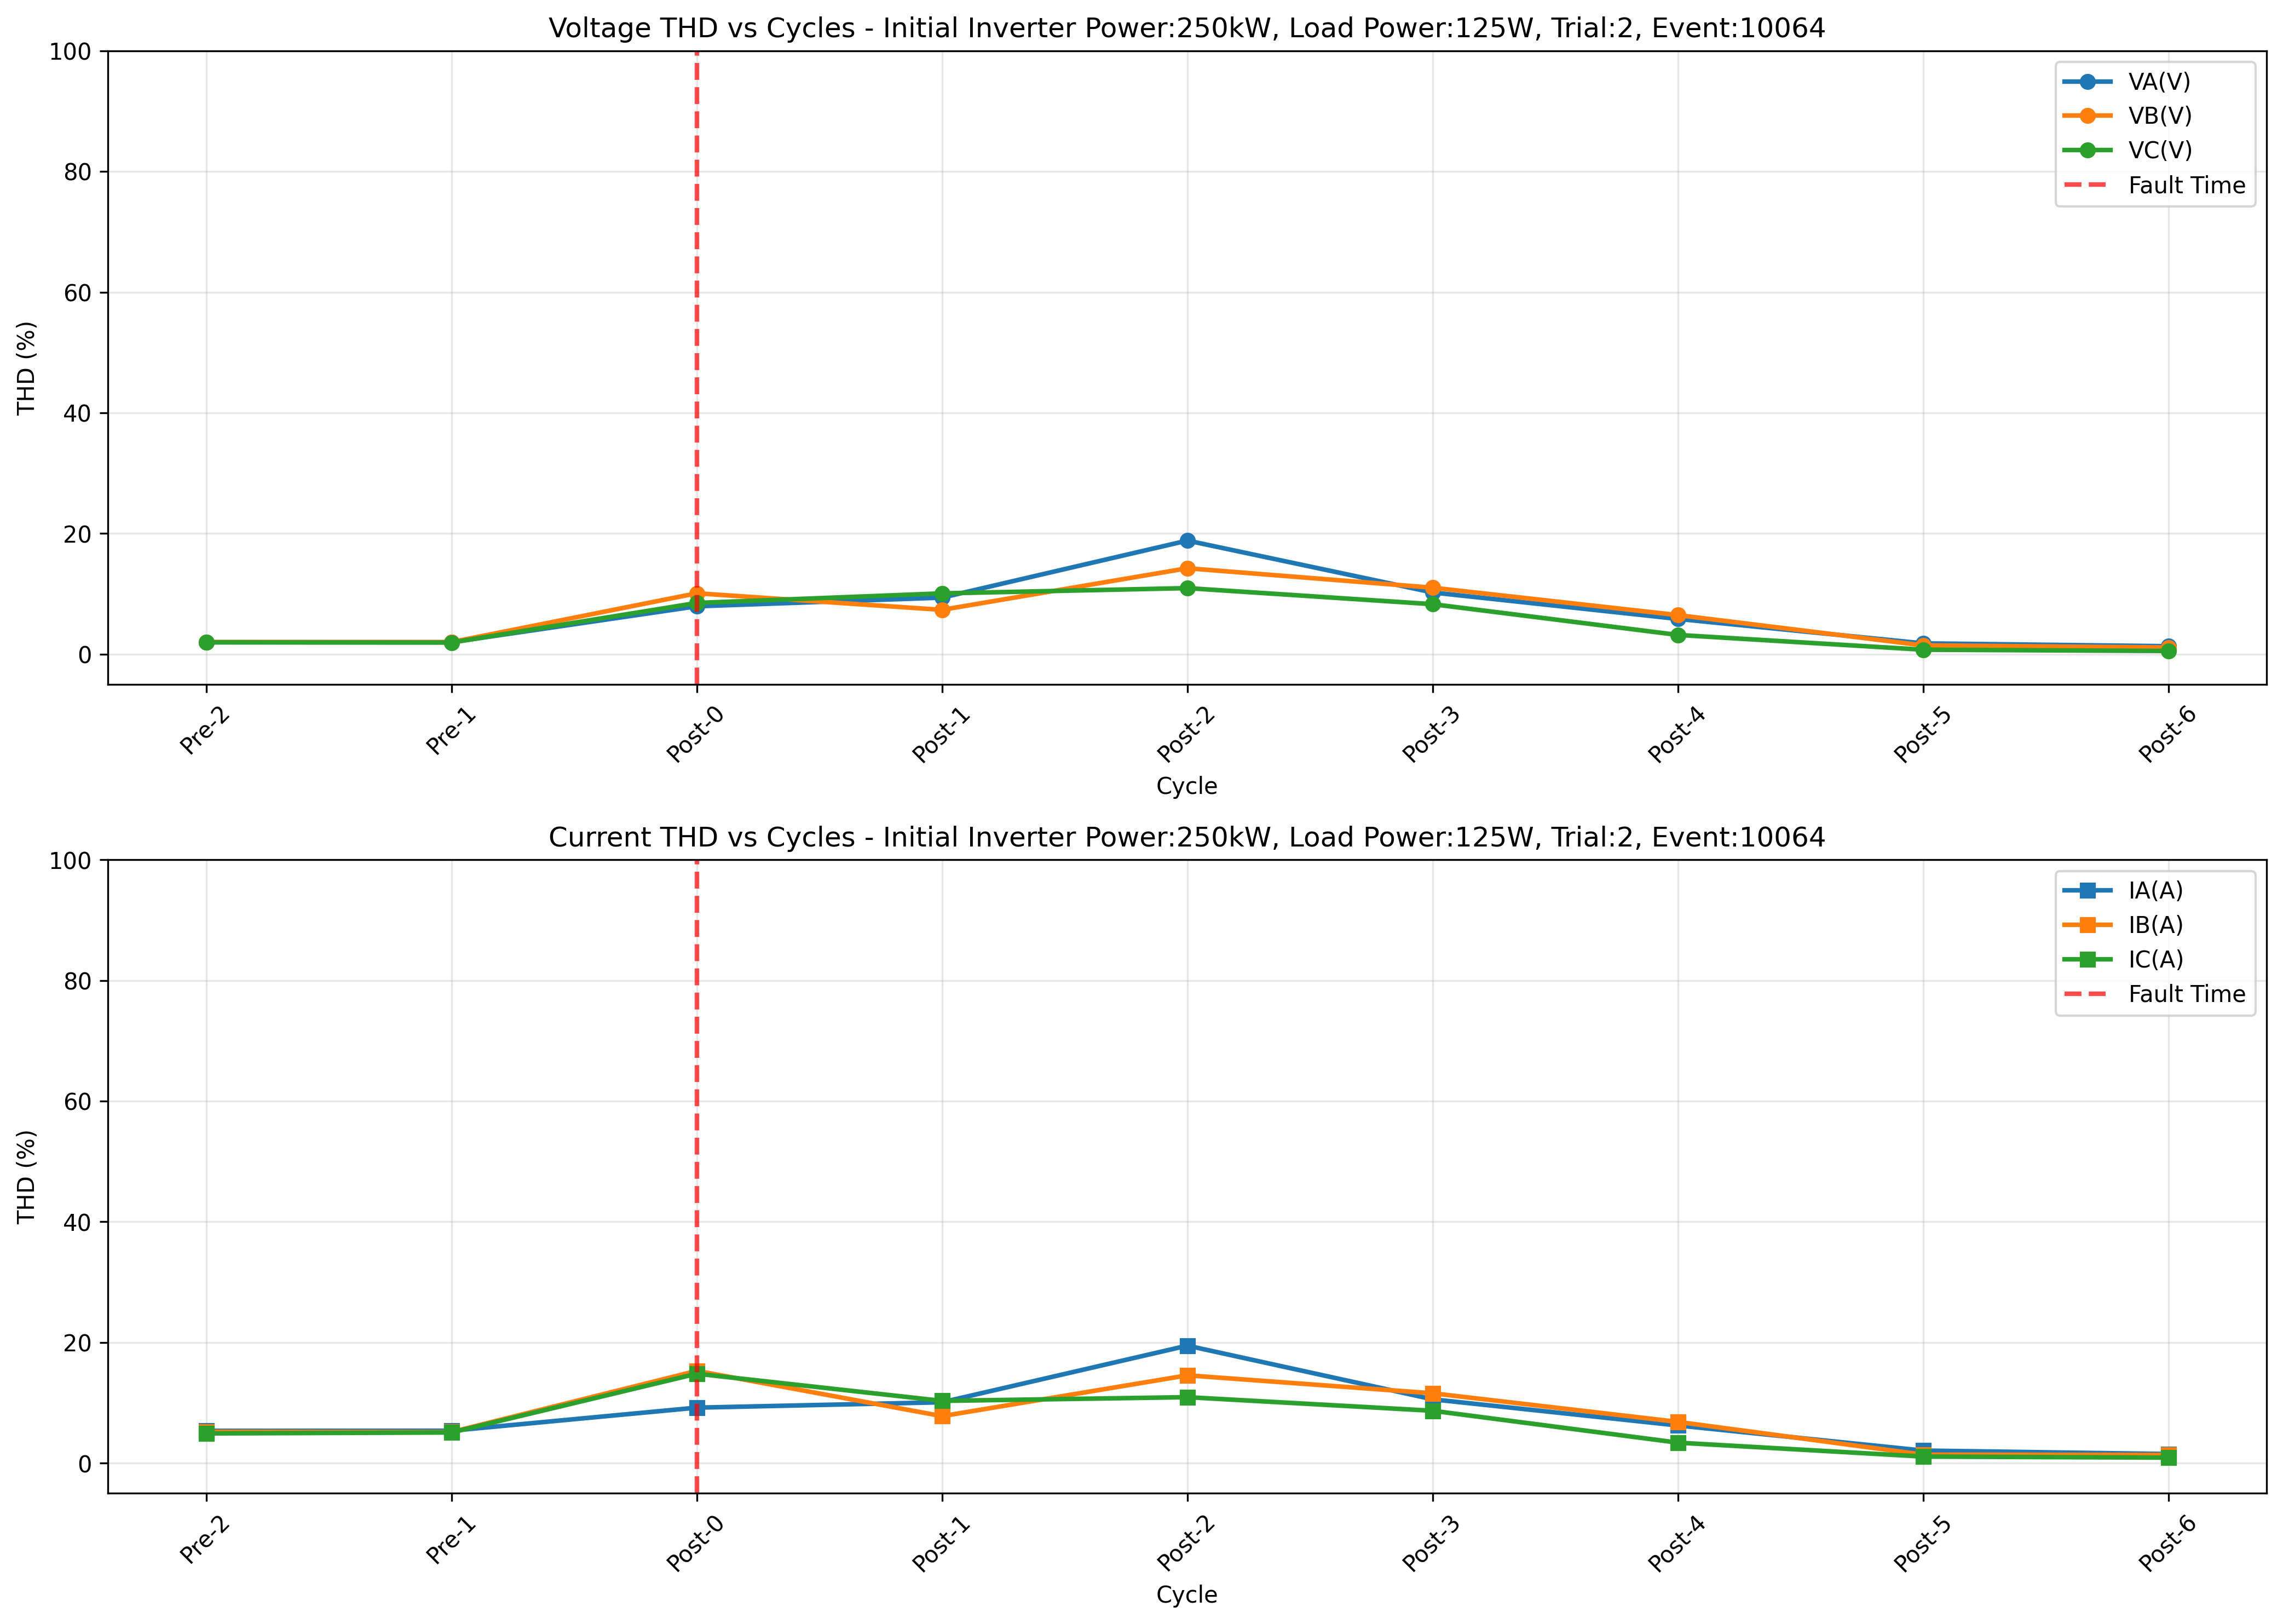 Voltage THD vs Cycles - Initial Inverter Power:250kW, Load Power:125W, Trial:2, Event:10064
100
80
60
40
20
0
THD (%)
VA(V)
VB(V)
VC(V)
Fault Time
Pre-2
Pre-1
Post-0
Post-1
Post-2
Post-3
Post-4
Post-5
Post-6
Cycle
Current THD vs Cycles - Initial Inverter Power:250kW, Load Power:125W, Trial:2, Event:10064
100
80
60
40
20
0
THD (%)
IA(A)
IB(A)
IC(A)
Fault Time
Pre-2
Pre-1
Post-0
Post-1
Post-2
Post-3
Post-4
Post-5
Post-6
Cycle